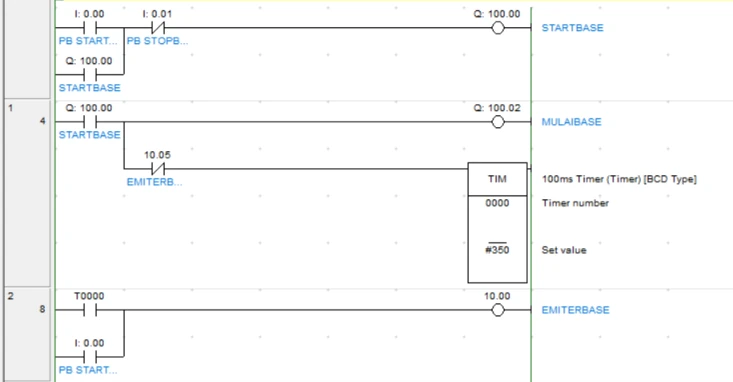 I: 0.00 I: 0.01 Q: 100.00
STARTBASE
PB START... PB STOPB...
Q: 100.00
STARTBASE
1
4
Q: 100.00 Q: 100.02
MULAIBASE
STARTBASE
10.05
EMITERB...
TIM 100ms Timer (Timer) [BCD Type]
0000 Timer number
#350 Set value
2
8
T0000 10.00
EMITERBASE
I: 0.00
PB START...